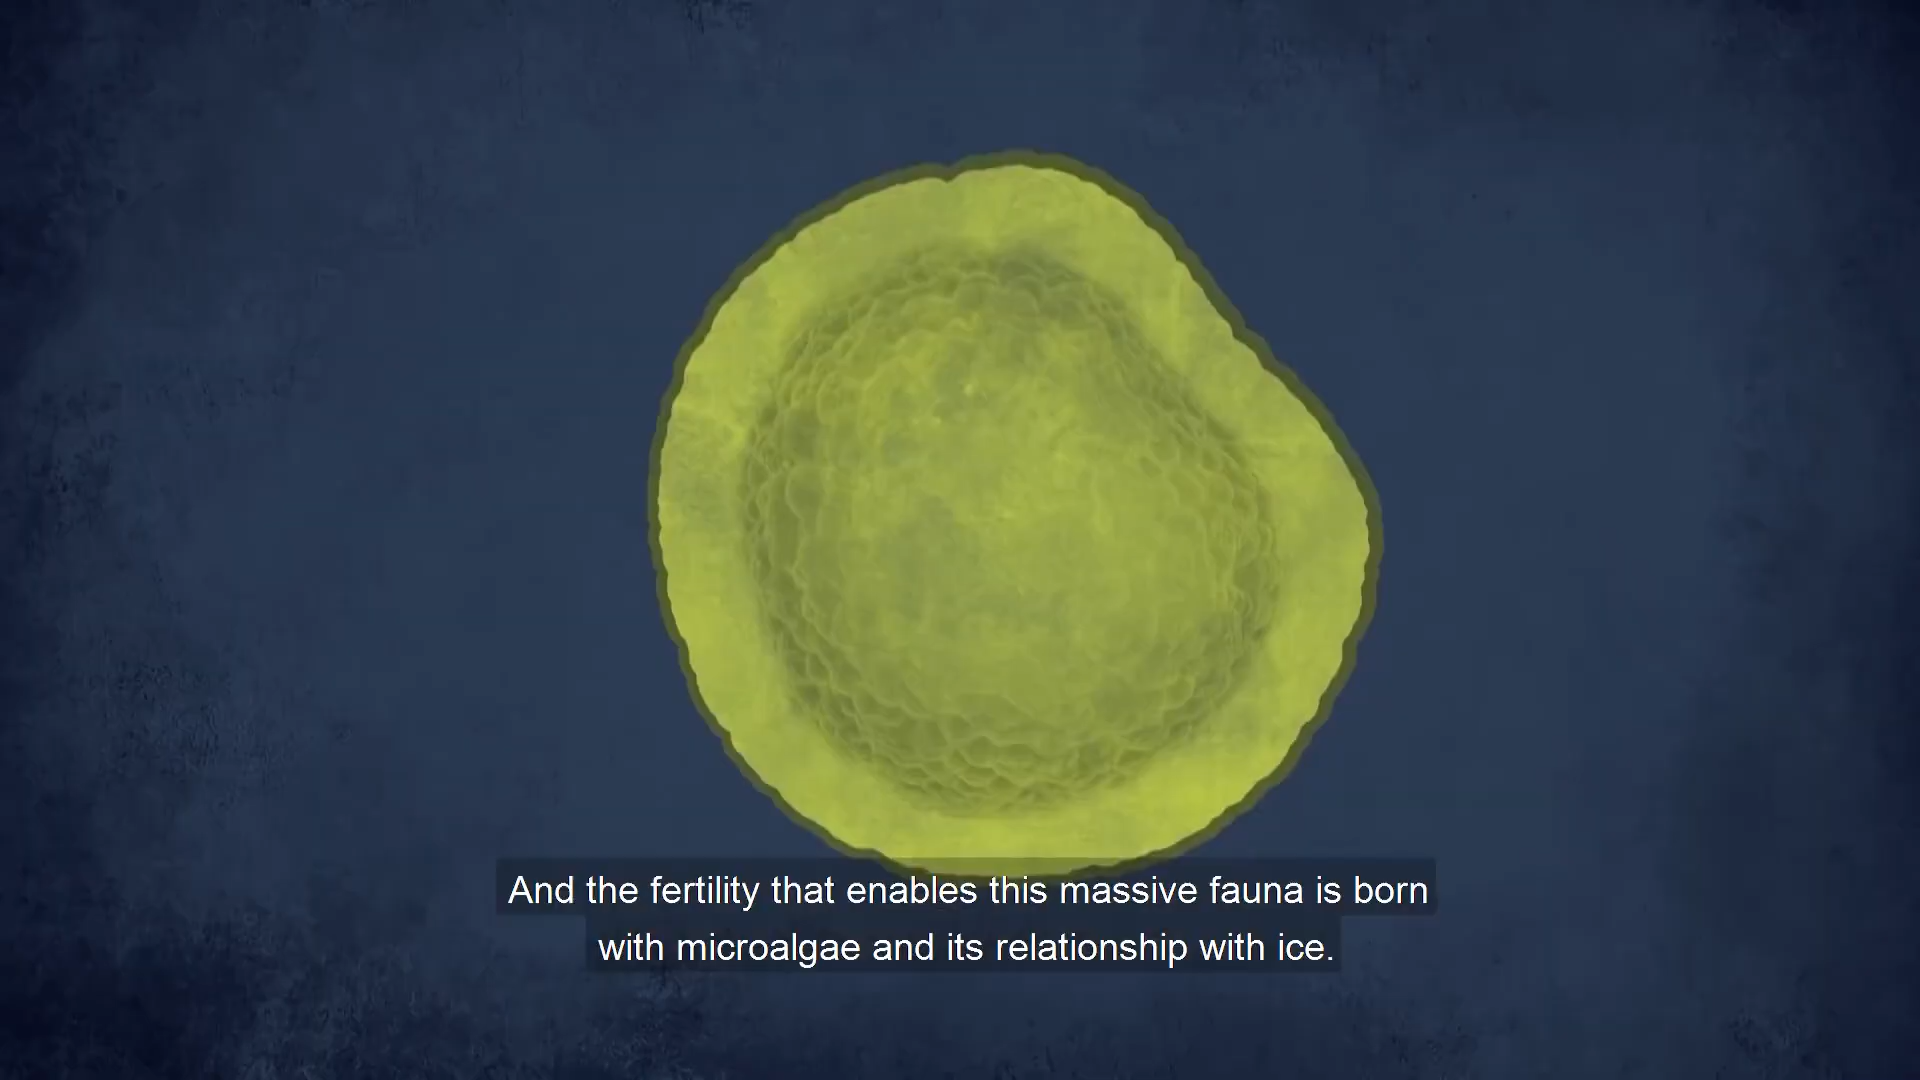 And the fertility that enables this massive fauna is born
with microalgae and its relationship with ice.